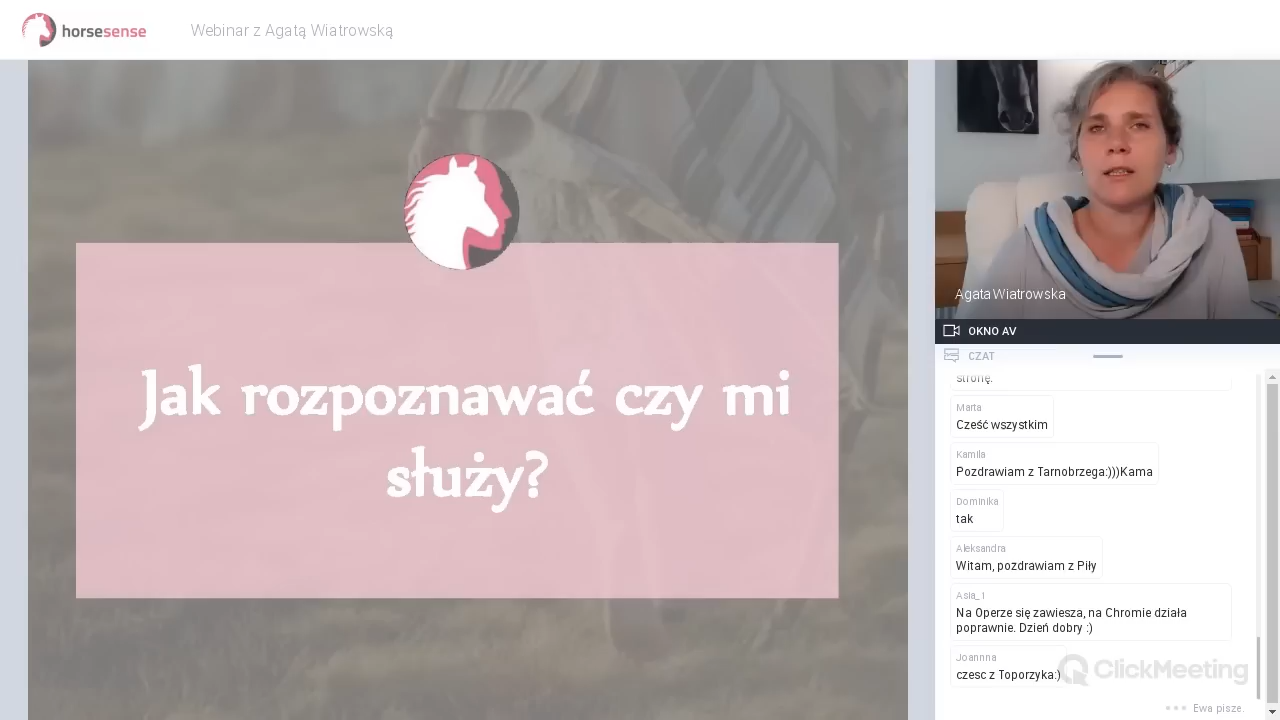 horsesense
Webinar z Agatą Wiatrowską
Jak rozpoznawać czy mi
służy?
Agata Wiatrowska
OKNO AV
CZAT
stronę.
Marta
Cześć wszystkim
Kamila
Pozdrawiam z Tarnobrzega:)))Kama
Dominika
tak
Aleksandra
Witam, pozdrawiam z Piły
Asia_1
Na Operze się zawiesza, na Chromie działa
poprawnie. Dzień dobry :)
Joannna
czesc z Toporzyka:)
ClickMeeting
Ewa pisze.